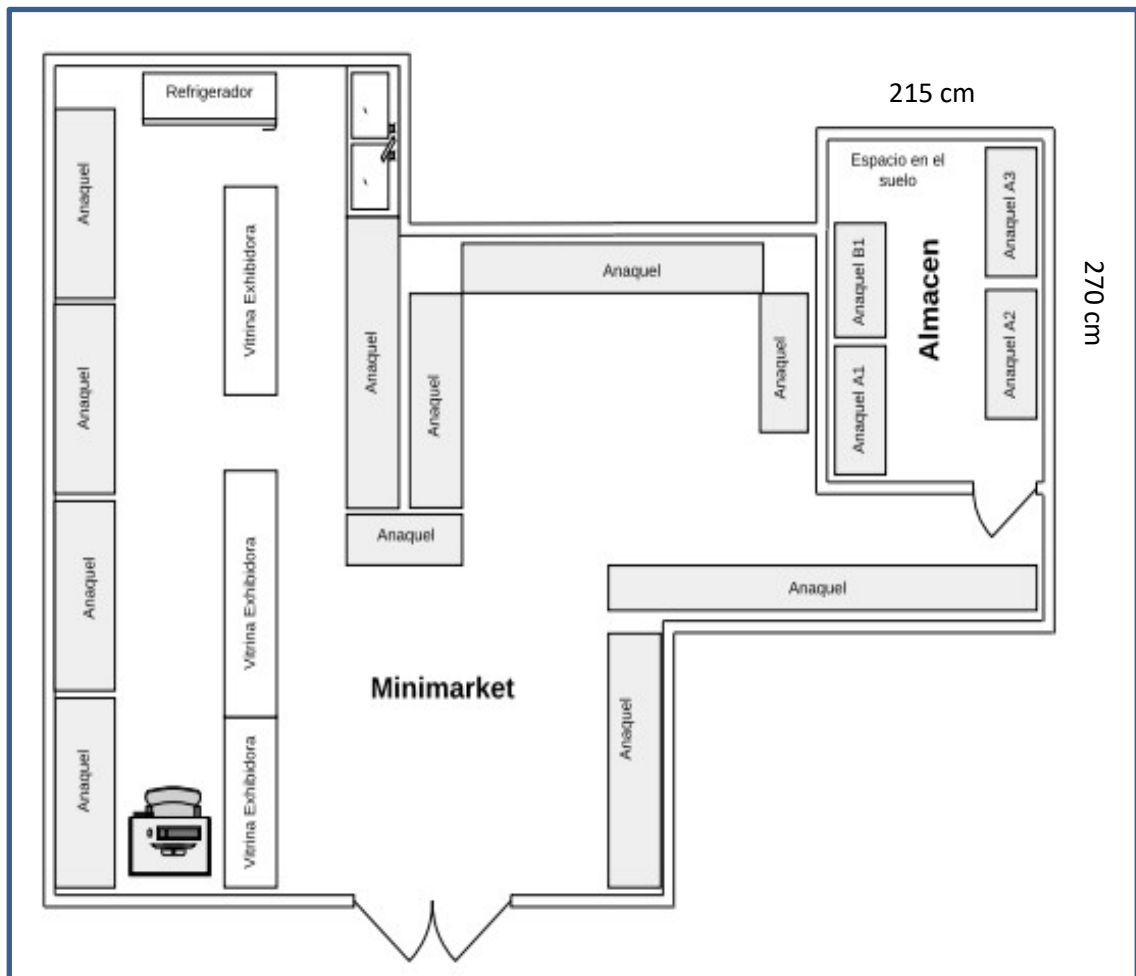 Refrigerador
215 cm
Espacio en el
suelo
Anaquel
Anaquel A3
Vitrina Exhibidora
Anaquel B1
Almacen
Anaquel
270 cm
Anaquel
Anaquel
Anaquel
Anaquel
Anaquel
Anaquel A1
Anaquel A2
Anaquel
Anaquel
Vitrina Exhibidora
Anaquel
Minimarket
Anaquel
Anaquel
Vitrina Exhibidora